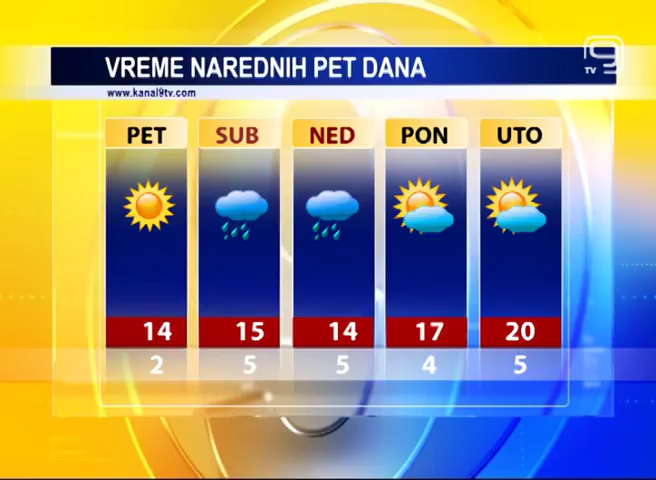 VREME NAREDNIH PET DANA
9
TV
www.kanal9tv.com
PET SUB NED PON UTO
14 15 14 17 20
2 5 5 4 5